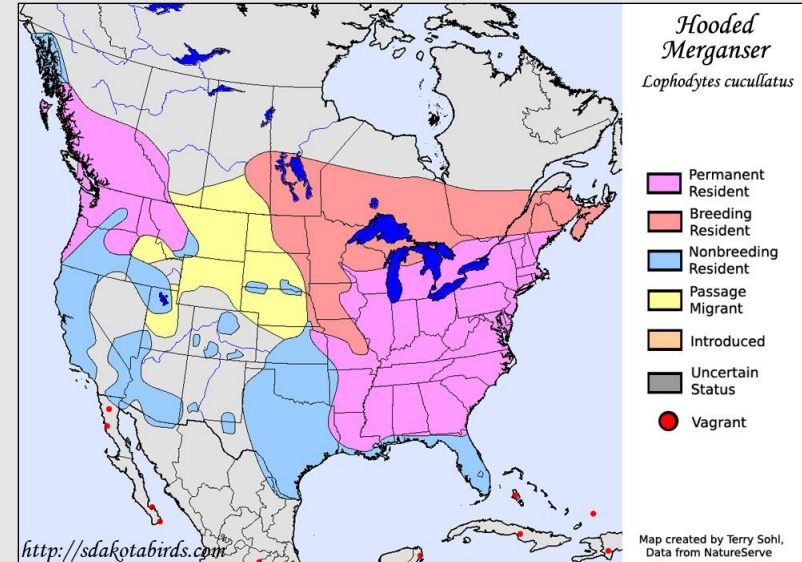 Hooded
Merganser
Lophodytes cucullatus
Permanent
Resident
Breeding
Resident
Nonbreeding
Resident
Passage
Migrant
Introduced
Uncertain
Status
Vagrant
http://sdakotabirds.com
Map created by Terry Sohl,
Data from NatureServe